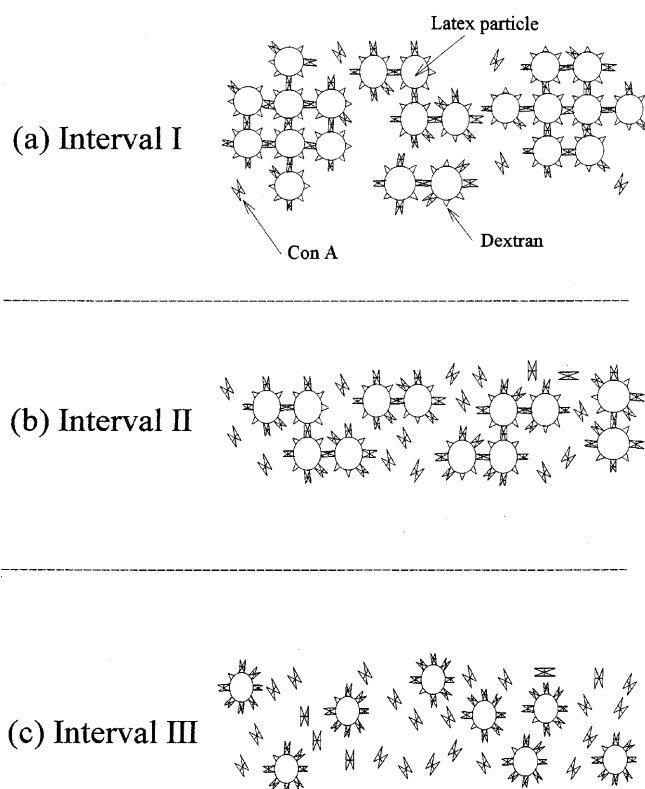 Latex particle
(a) Interval I
Con A
Dextran
(b) Interval II
(c) Interval III